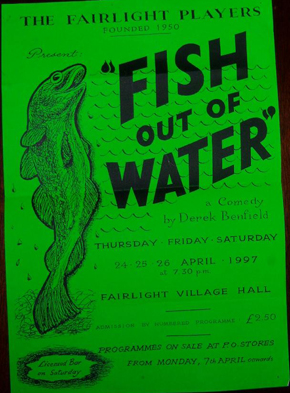 THE FAIRLIGHT PLAYERS
FOUNDED 1950
Present:
"FISH
OUT OF
WATER"
a Comedy
by Derek Benfield
THURSDAY - FRIDAY - SATURDAY
24 · 25 · 26 APRIL - 1997
at 7.30 p.m.
FAIRLIGHT VILLAGE HALL
ADMISSION BY NUMBERED PROGRAMME £2.50
PROGRAMMES ON SALE AT P.O. STORES
FROM MONDAY, 7th APRIL onwards
Licensed Bar
on Saturday